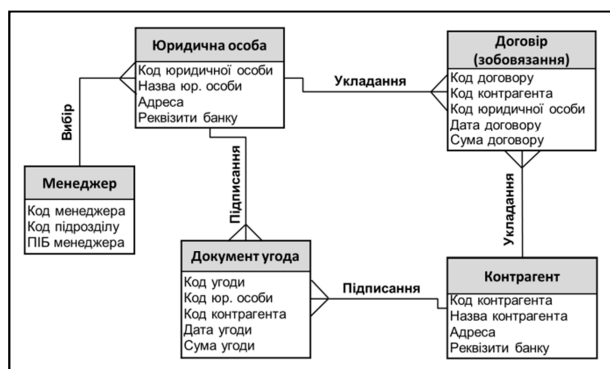 Юридична особа
Код юридичної особи
Назва юр. особи
Адреса
Реквізити банку
Укладання
Договір
(зобовязання)
Код договору
Код контрагента
Код юридичної особи
Дата договору
Сума договору
Вибір
Менеджер
Код менеджера
Код підрозділу
ПІБ менеджера
Підписання
Укладання
Документ угода
Код угоди
Код юр. особи
Код контрагента
Дата угоди
Сума угоди
Підписання
Контрагент
Код контрагента
Назва контрагента
Адреса
Реквізити банку